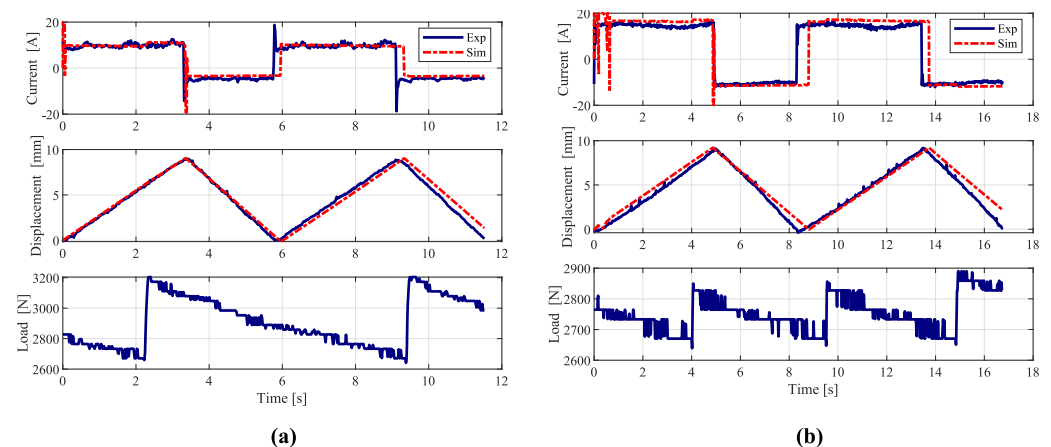 20
0
-20
Current [A]
Exp
Sim
0 2 4 6 8 10 12
10
5
0
Displacement [mm]
0 2 4 6 8 10 12
3200
3000
2800
2600
Load [N]
0 2 4 6 8 10 12
Time [s]
(a)
20
0
-20
Current [A]
Exp
Sim
0 2 4 6 8 10 12 14 16 18
10
5
0
Displacement [mm]
0 2 4 6 8 10 12 14 16 18
2900
2800
2700
2600
Load [N]
0 2 4 6 8 10 12 14 16 18
Time [s]
(b)